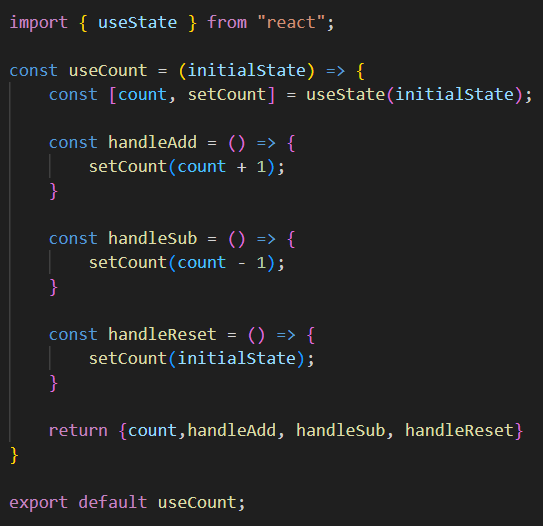 import { useState } from "react";
const useCount = (initialState) => {
const [count, setCount] = useState(initialState);
const handleAdd = () => {
setCount(count + 1);
}
const handleSub = () => {
setCount(count - 1);
}
const handleReset = () => {
setCount(initialState);
}
return {count,handleAdd, handleSub, handleReset}
}
export default useCount;